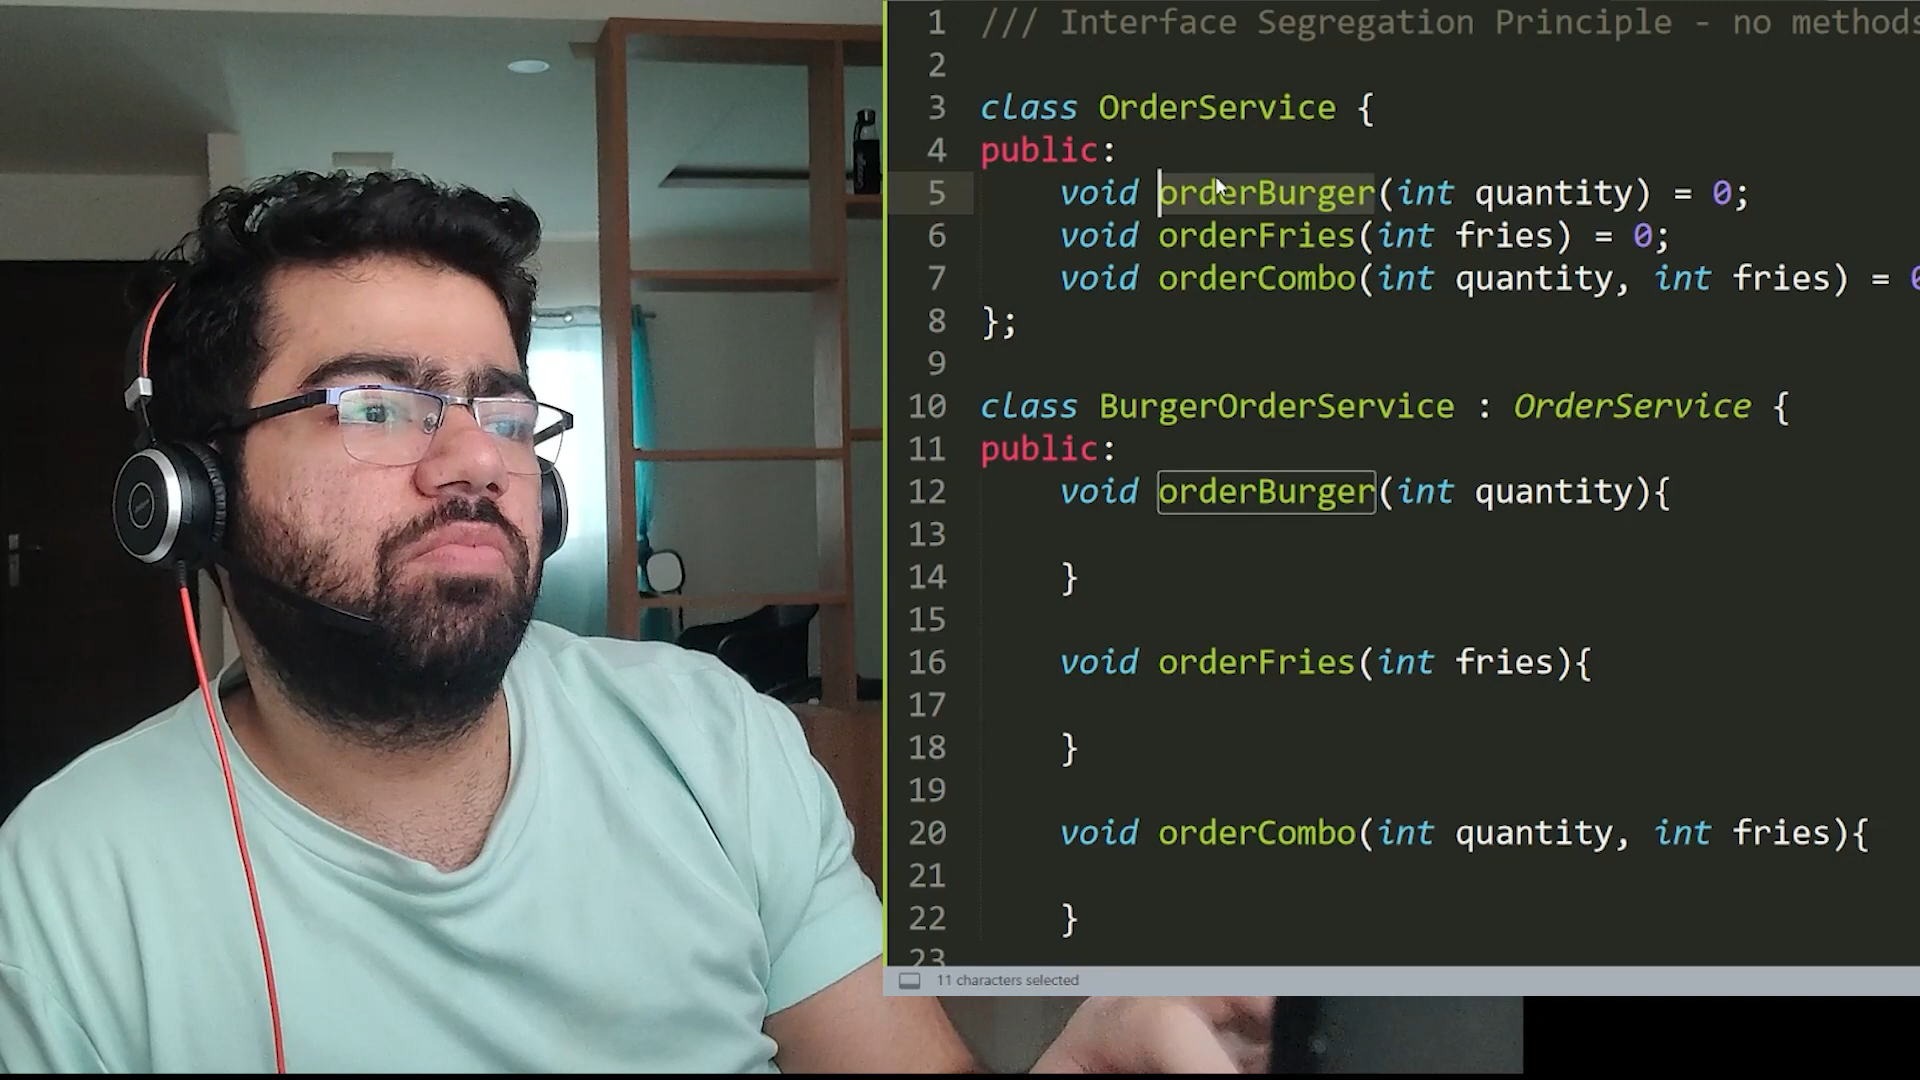 1 /// Interface Segregation Principle - no methods
2
3 class OrderService {
4 public:
5 void orderBurger(int quantity) = 0;
6 void orderFries(int fries) = 0;
7 void orderCombo(int quantity, int fries) = 0
8 };
9
10 class BurgerOrderService : OrderService {
11 public:
12 void orderBurger(int quantity){
13
14 }
15
16 void orderFries(int fries){
17
18 }
19
20 void orderCombo(int quantity, int fries){
21
22 }
23
11 characters selected